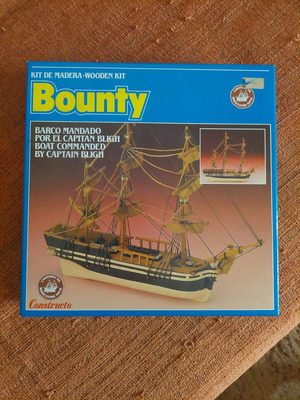 KIT DE MADERA-WOODEN KIT
Bounty
BARCO MANDADO
POR EL CAPITAN BLIGH
BOAT COMMANDED
BY CAPTAIN BLIGH
Constructo